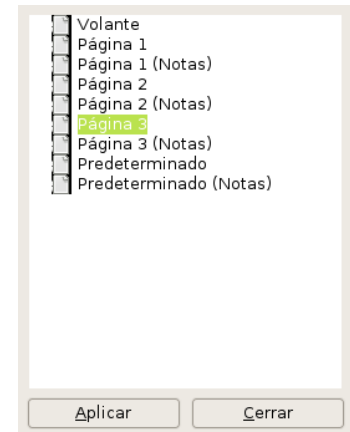 Volante
Página 1
Página 1 (Notas)
Página 2
Página 2 (Notas)
Página 3
Página 3 (Notas)
Predeterminado
Predeterminado (Notas)
Aplicar
Cerrar